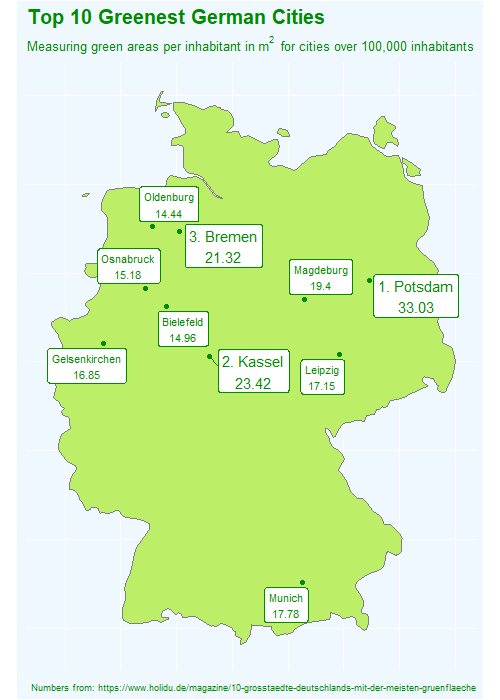 Top 10 Greenest German Cities
Measuring green areas per inhabitant in m² for cities over 100,000 inhabitants
Oldenburg
14.44
3. Bremen
21.32
Osnabruck
15.18
Magdeburg
19.4
1. Potsdam
33.03
Bielefeld
14.96
Gelsenkirchen
16.85
2. Kassel
23.42
Leipzig
17.15
Munich
17.78
Numbers from: https://www.holidu.de/magazine/10-grosstaedte-deutschlands-mit-der-meisten-gruenflaeche